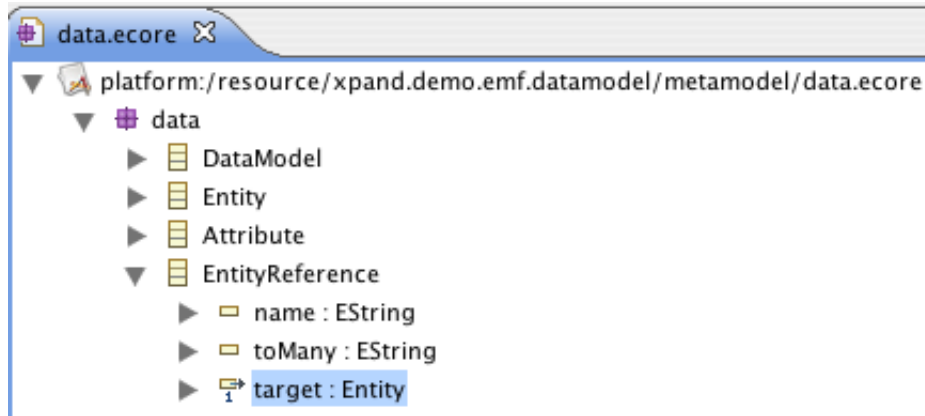 data.ecore
platform:/resource/xpand.demo.emf.datamodel/metamodel/data.ecore
data
DataModel
Entity
Attribute
EntityReference
name : EString
toMany : EString
1 target : Entity